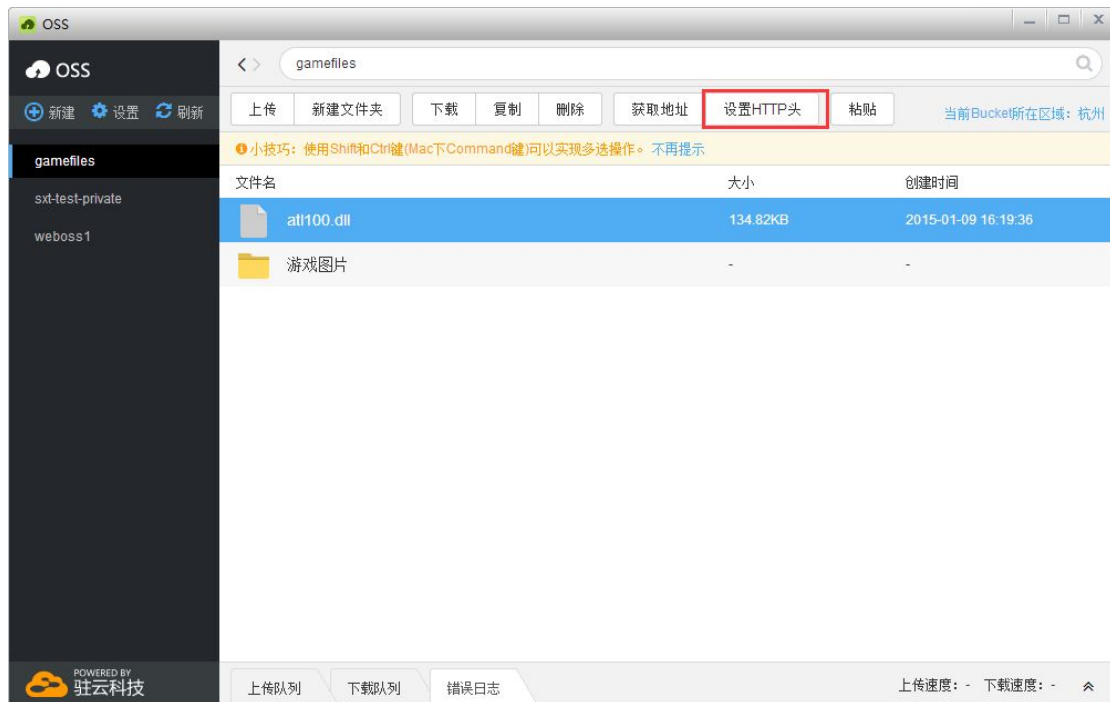 OSS
OSS
gamefiles
新建 设置 刷新
上传 新建文件夹 下载 复制 删除 获取地址 设置HTTP头 粘贴 当前Bucket所在区域：杭州
小技巧：使用Shift和Ctrl键(Mac下Command键)可以实现多选操作。 不再提示
gamefiles
sxt-test-private
weboss1
文件名 大小 创建时间
atl100.dll 134.82KB 2015-01-09 16:19:36
游戏图片 - -
POWERED BY
驻云科技
上传队列 下载队列 错误日志 上传速度： - 下载速度： -